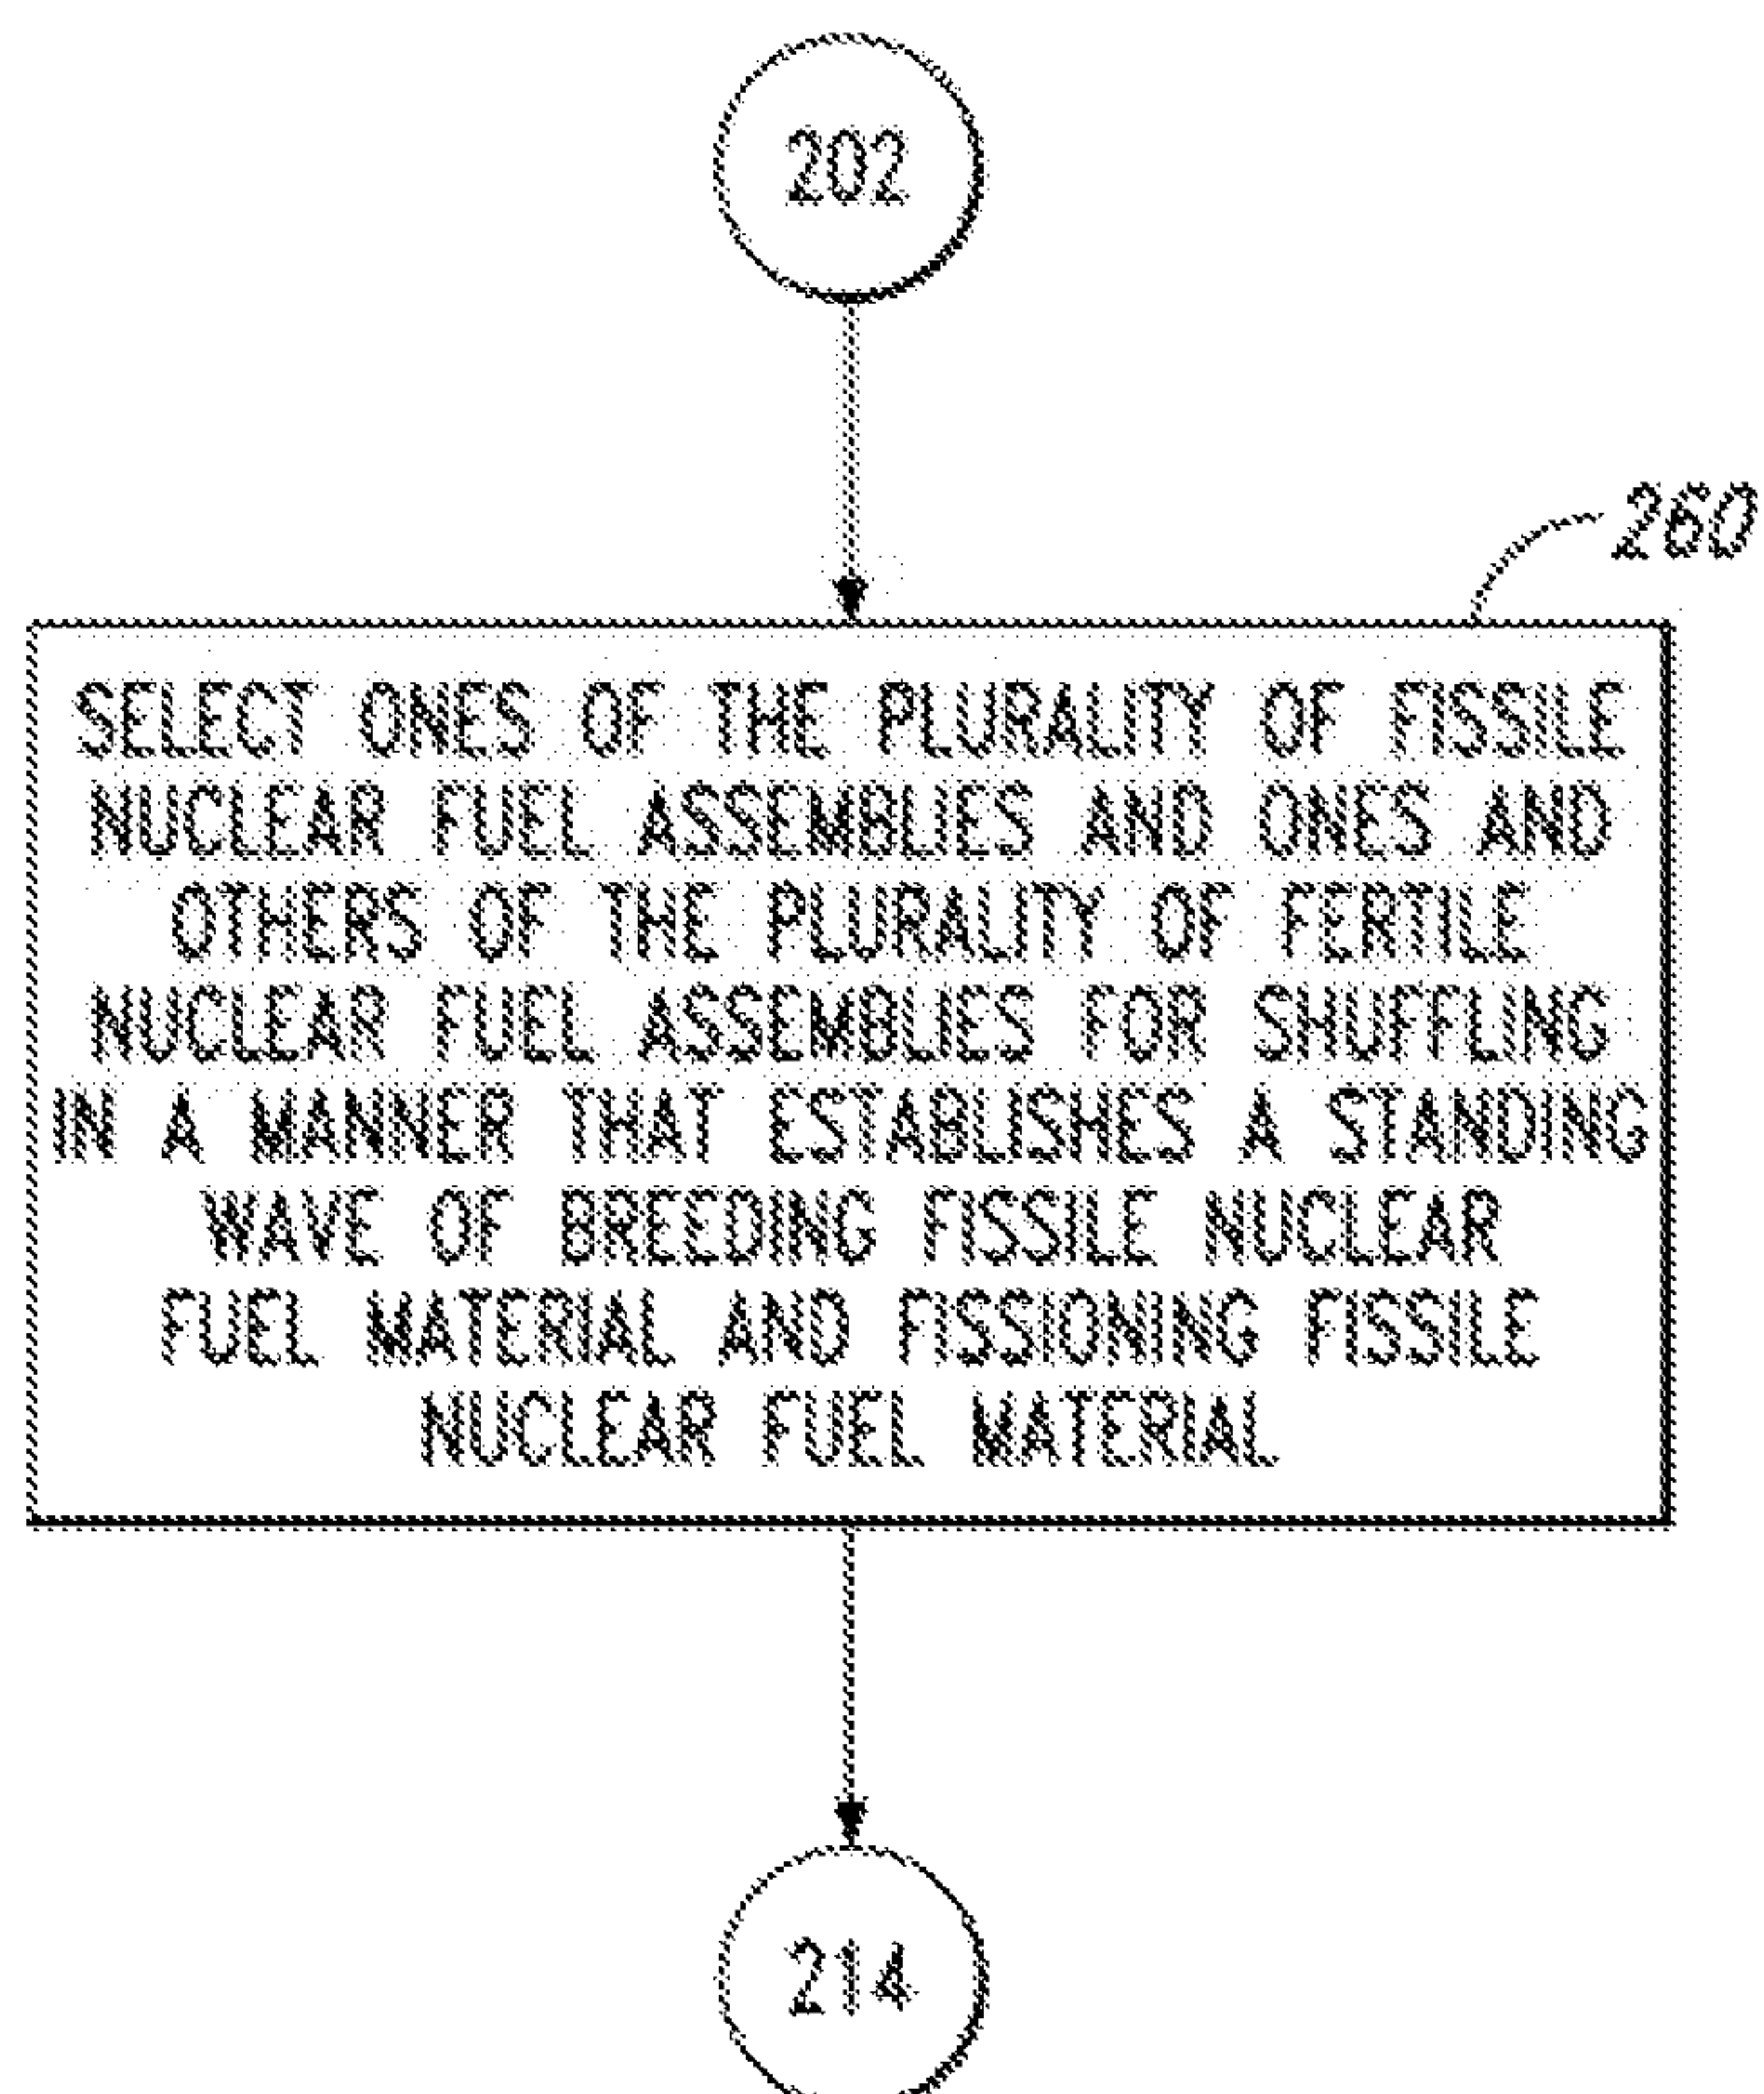 202
260
SELECT ONES OF THE PLURALITY OF FISSILE
NUCLEAR FUEL ASSEMBLIES AND ONES AND
OTHERS OF THE PLURALITY OF FERTILE
NUCLEAR FUEL ASSEMBLIES FOR SHUFFLING
IN A MANNER THAT ESTABLISHES A STANDING
WAVE OF BREEDING FISSILE NUCLEAR
FUEL MATERIAL AND FISSIONING FISSILE
NUCLEAR FUEL MATERIAL
214